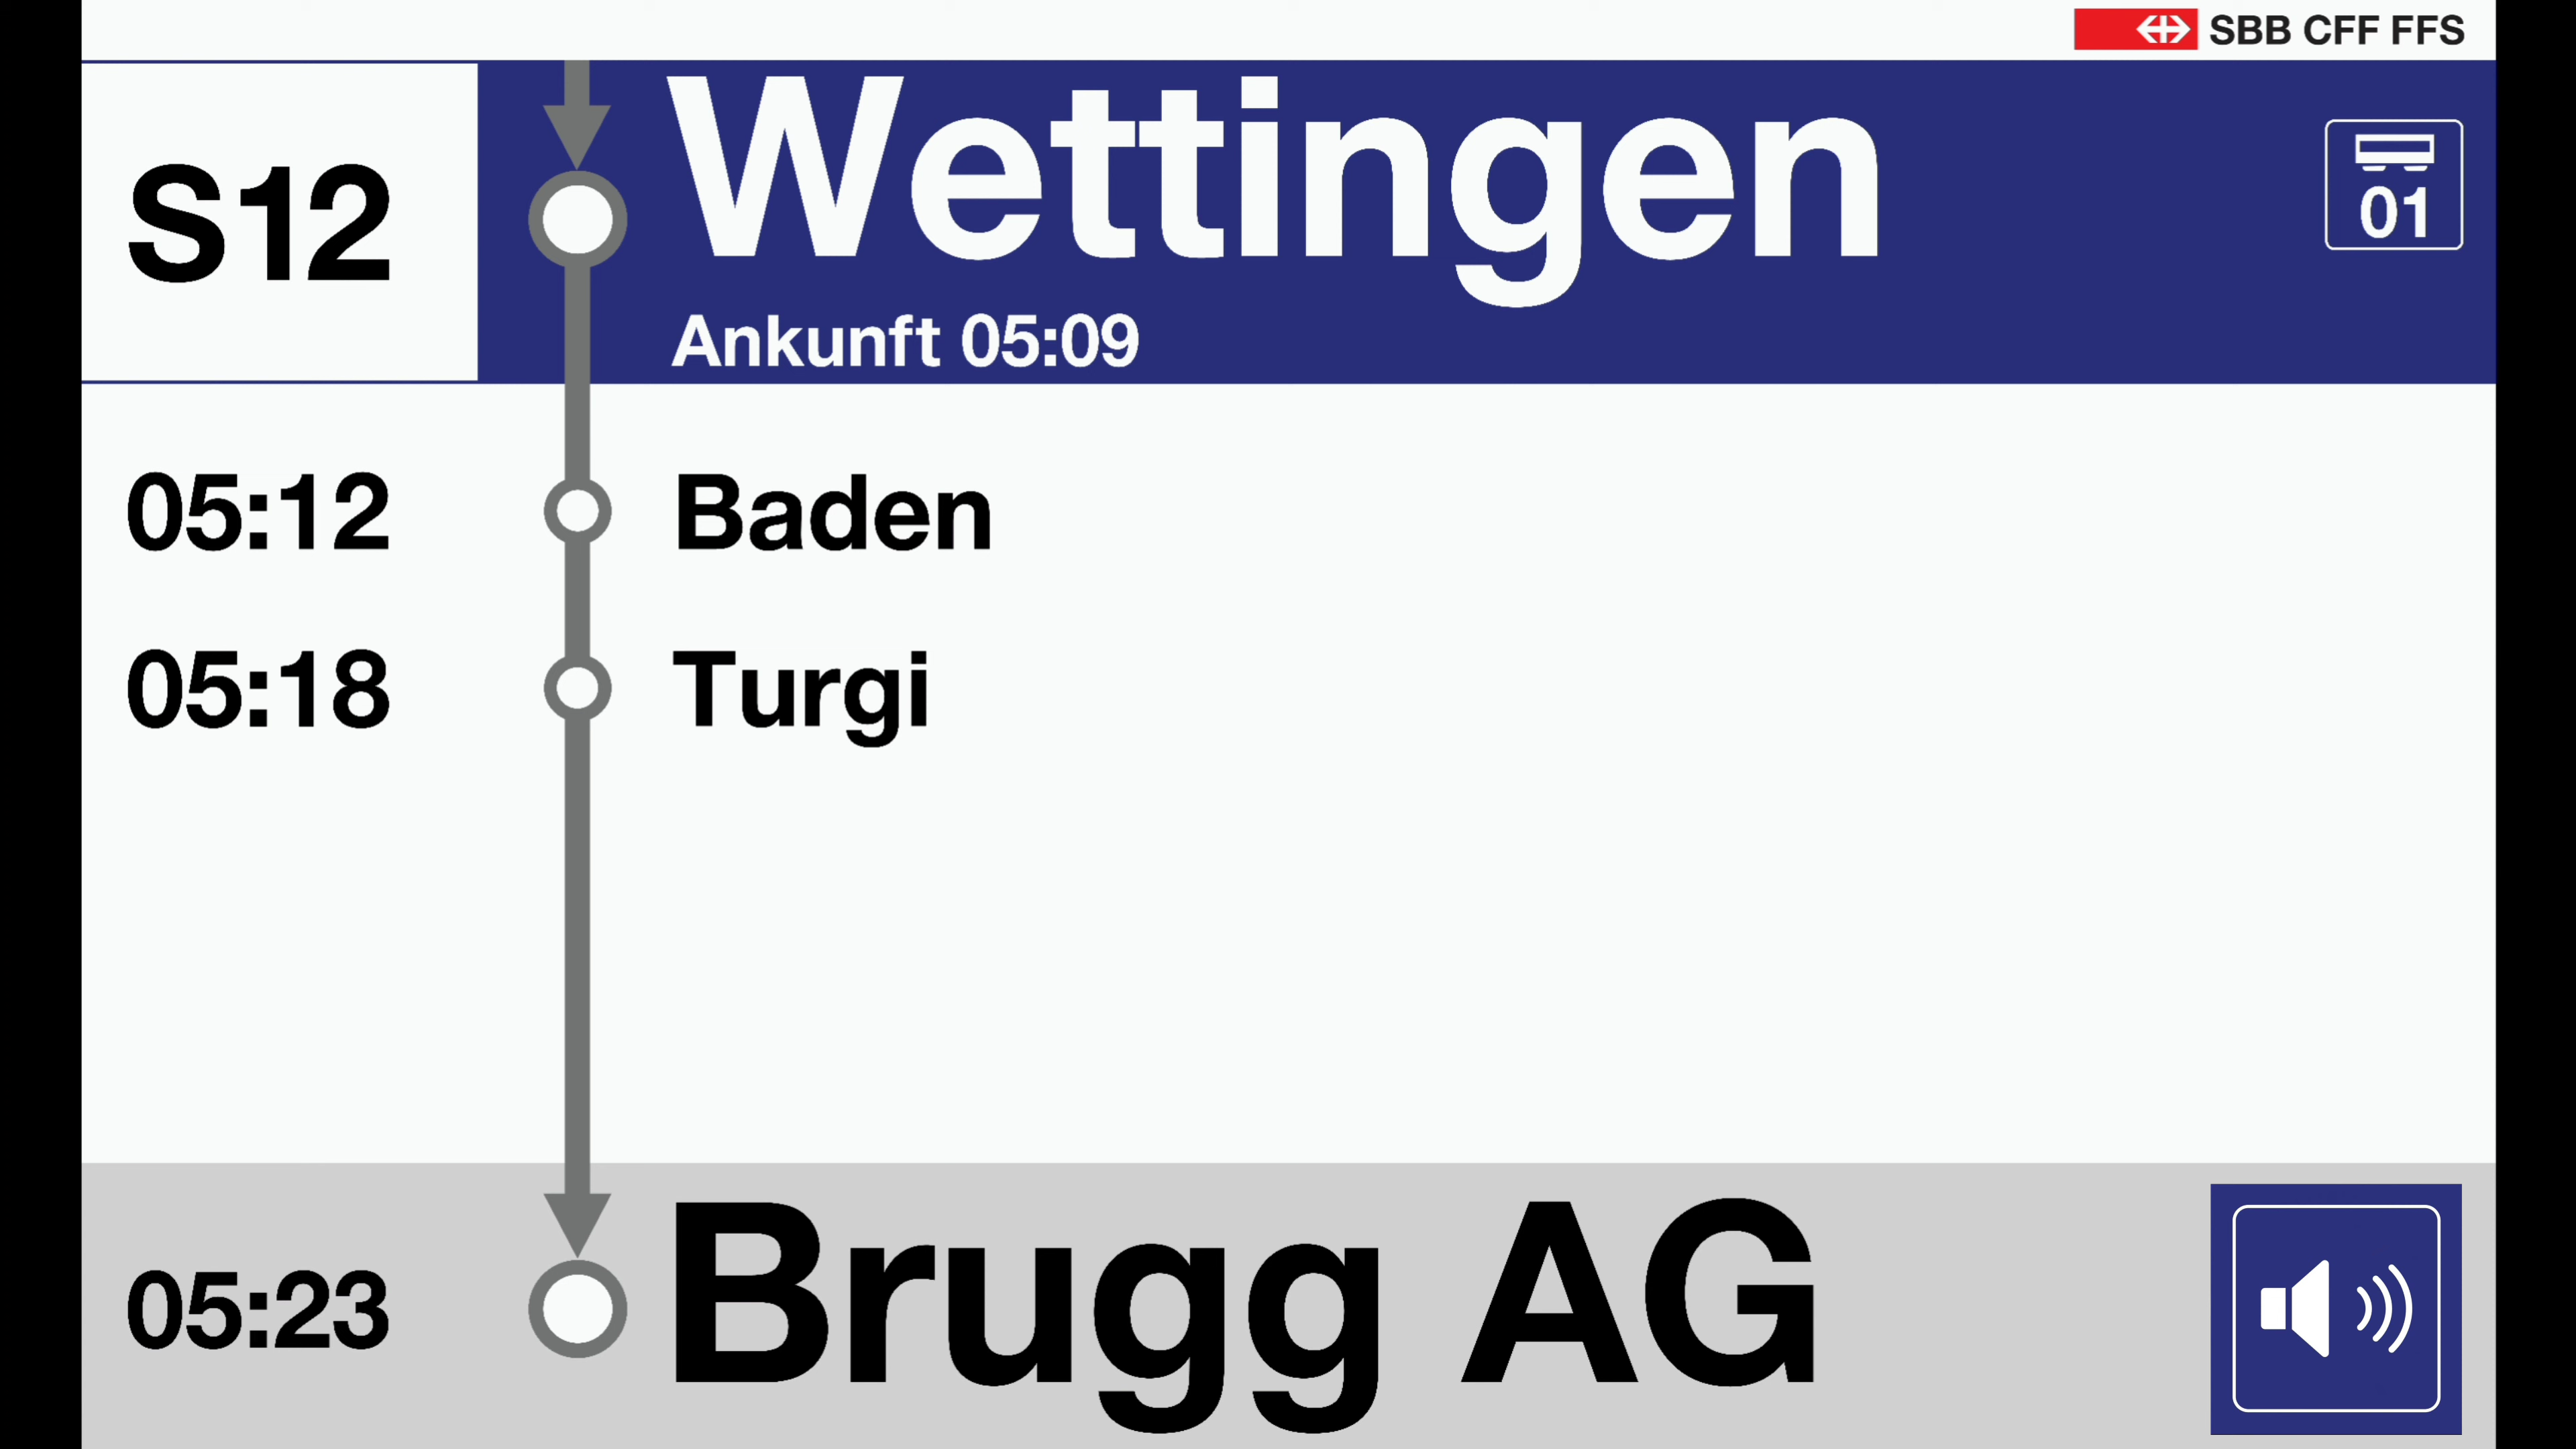 SBB CFF FFS
S12
Wettingen
01
Ankunft 05:09
05:12 Baden
05:18 Turgi
05:23 Brugg AG